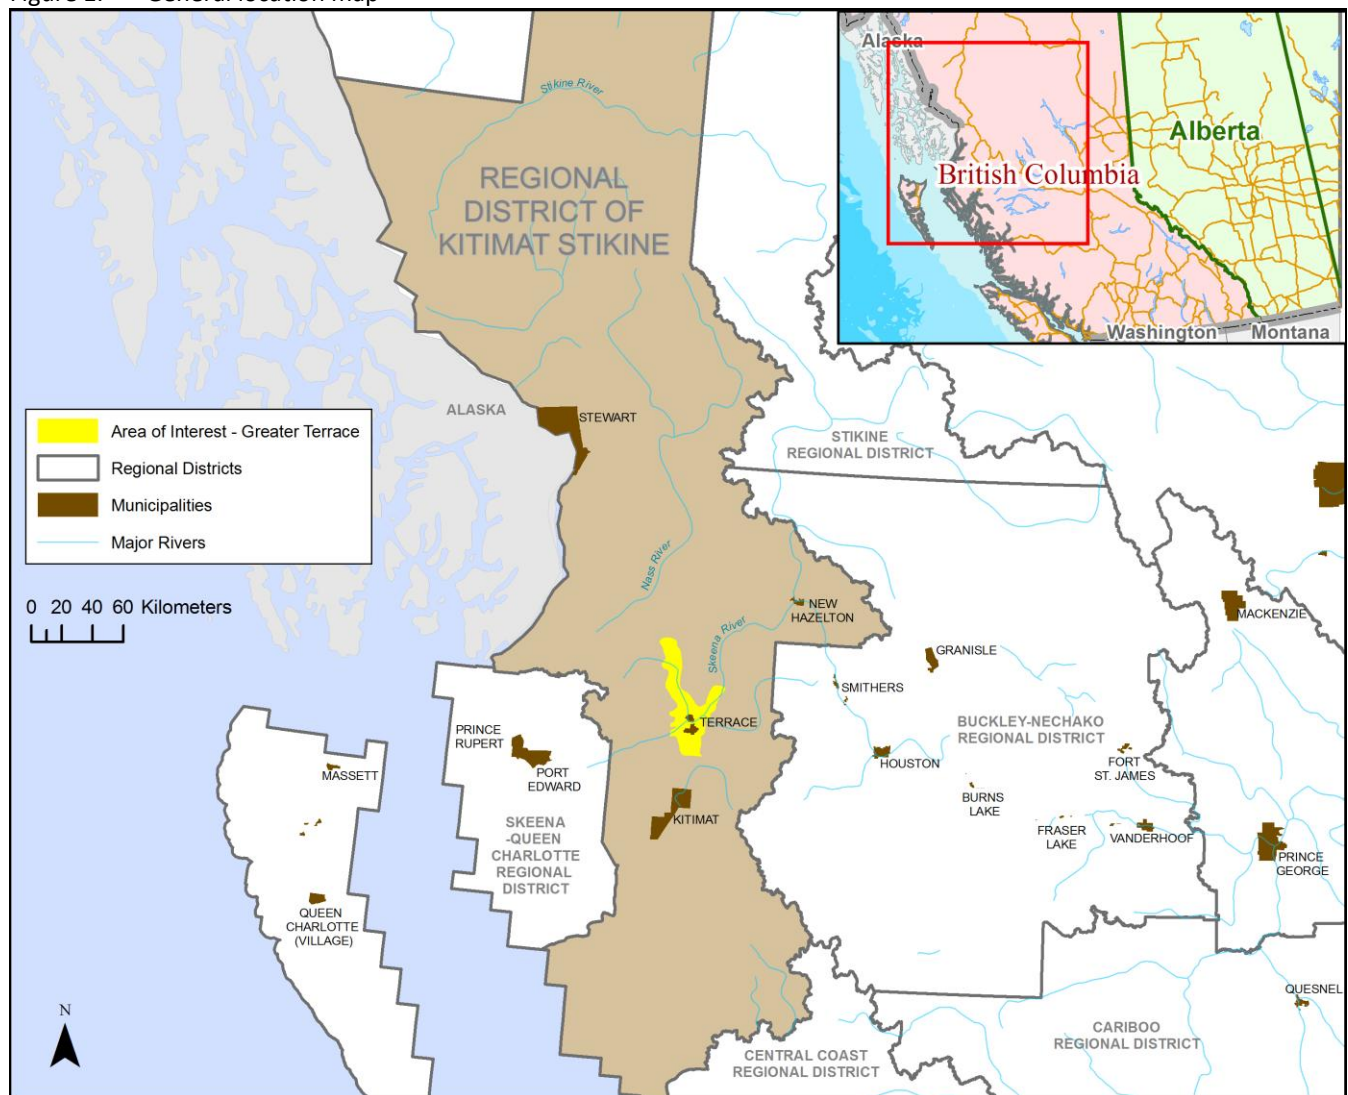 General location map
Alaska
Alberta
British Columbia
Washington
Montana
Stikine River
REGIONAL
DISTRICT OF
KITIMAT STIKINE
ALASKA
STEWART
STIKINE
REGIONAL DISTRICT
Area of Interest - Greater Terrace
Regional Districts
Municipalities
Major Rivers
0 20 40 60 Kilometers
Nass River
Skeena River
NEW
HAZELTON
MACKENZIE
GRANISLE
SMITHERS
TERRACE
BUCKLEY-NECHAKO
REGIONAL DISTRICT
PRINCE
RUPERT
PORT
EDWARD
MASSETT
HOUSTON
FORT
ST. JAMES
BURNS
LAKE
KITIMAT
FRASER
LAKE
VANDERHOOF
PRINCE
GEORGE
SKEENA
-QUEEN
CHARLOTTE
REGIONAL
DISTRICT
QUEEN
CHARLOTTE
(VILLAGE)
QUESNEL
N
CARIBOO
REGIONAL DISTRICT
CENTRAL COAST
REGIONAL DISTRICT